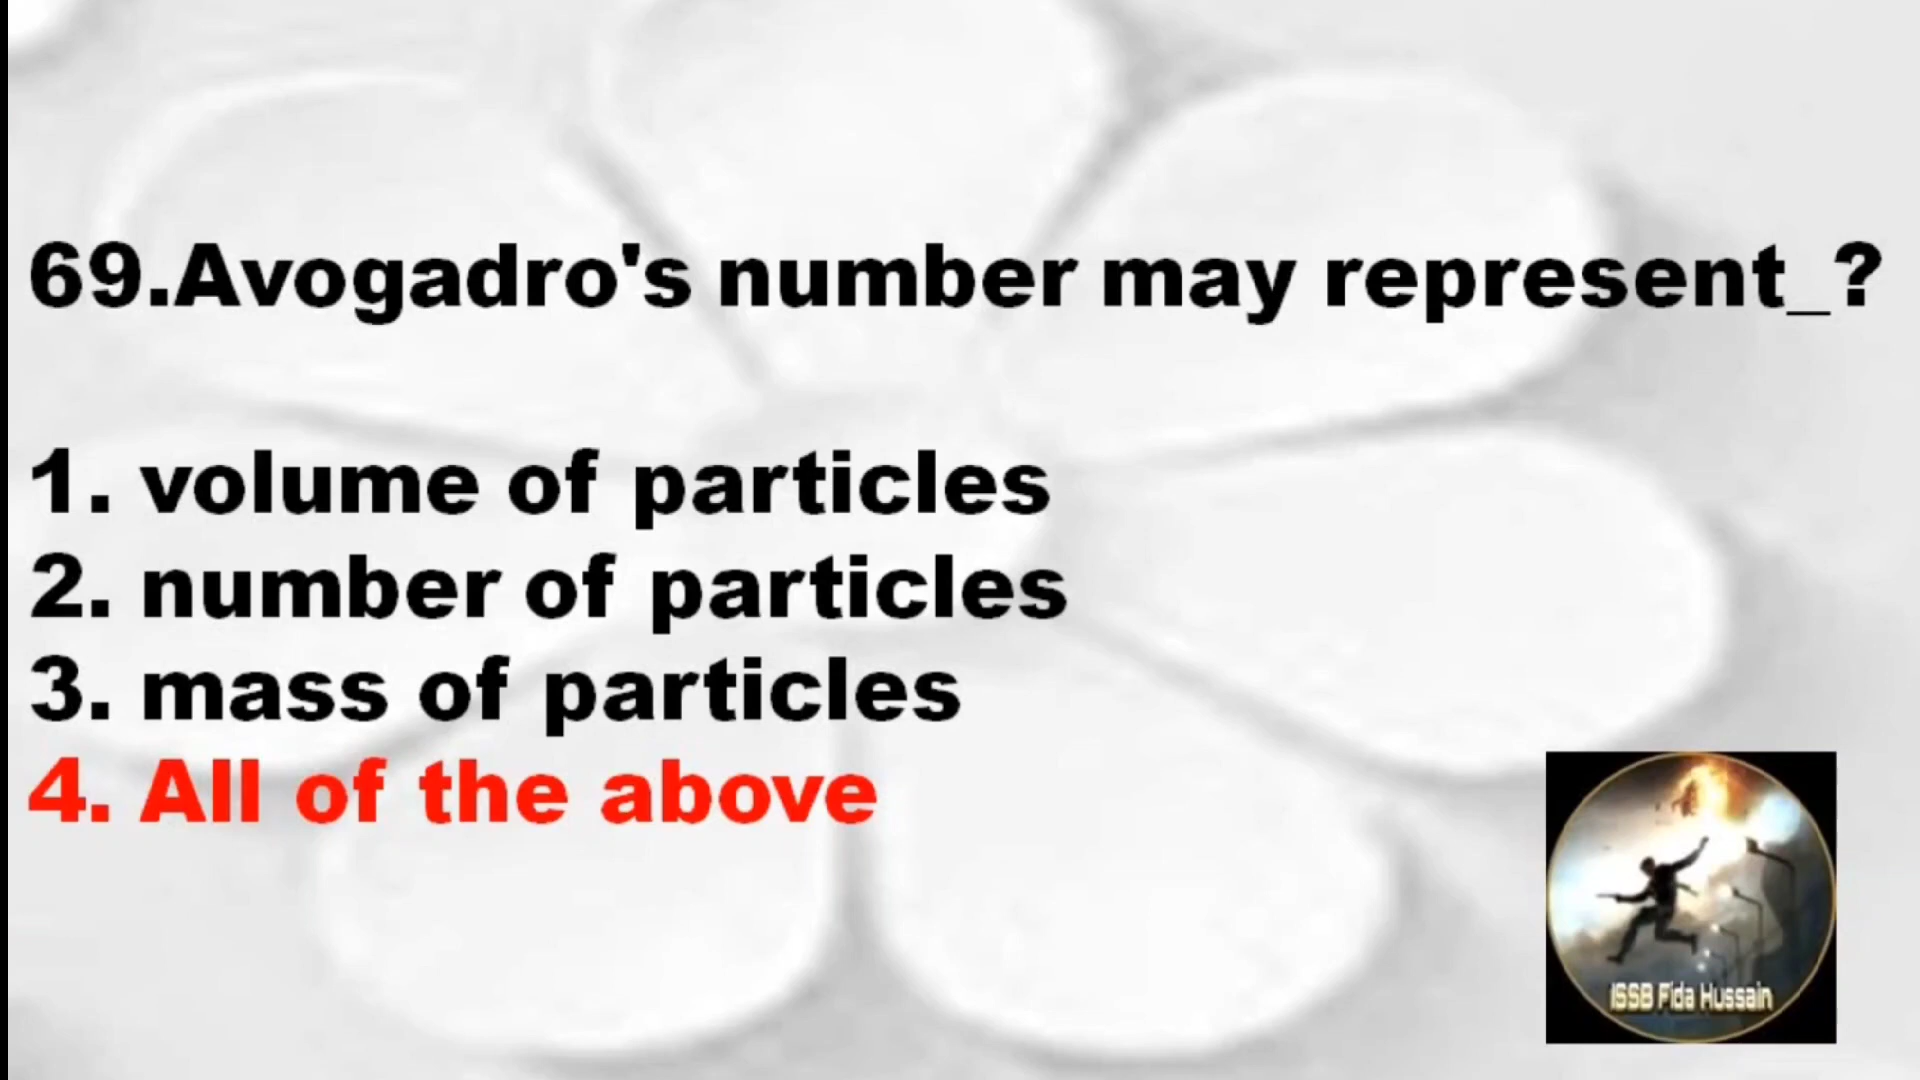 69.Avogadro's number may represent_?
1. volume of particles
2. number of particles
3. mass of particles
4. All of the above
ISSB Fida Hussain